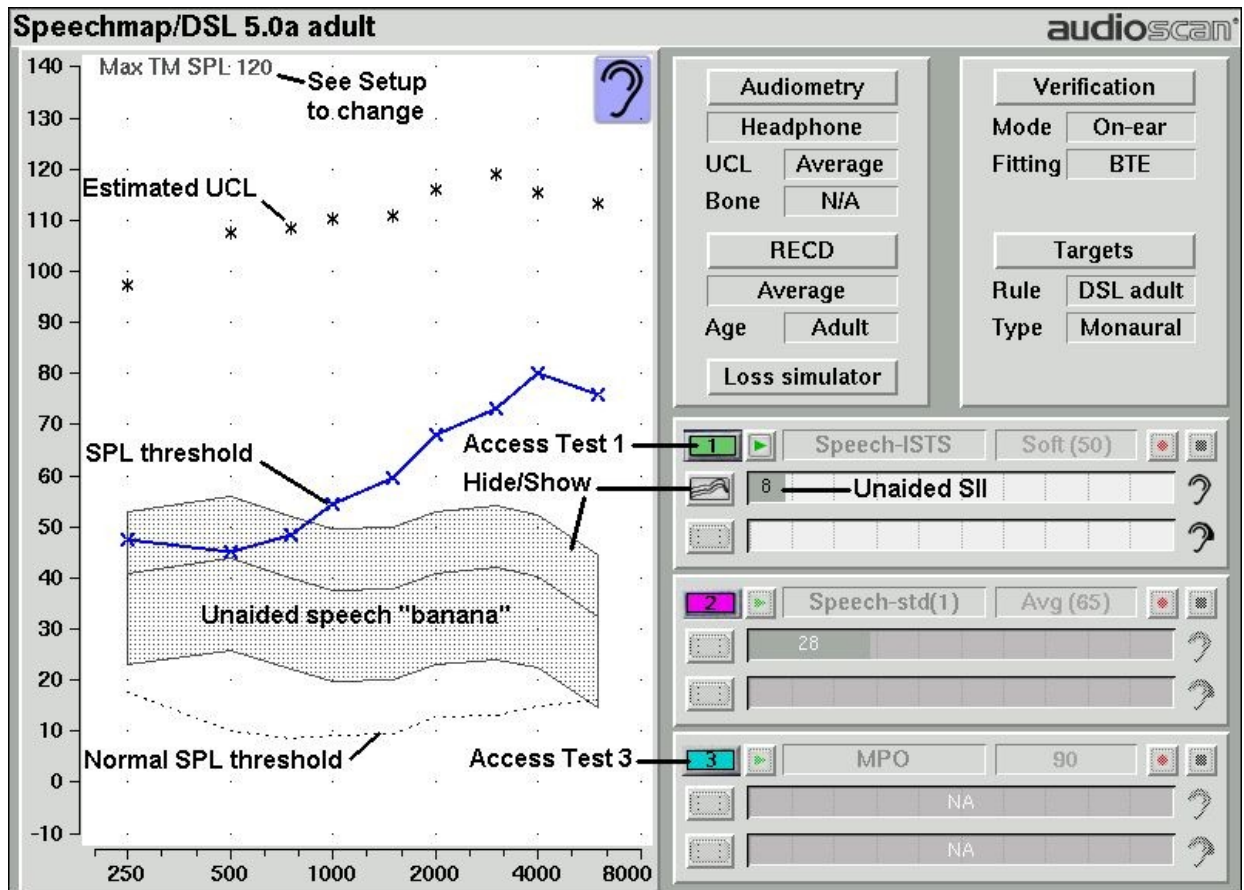 Speechmap/DSL 5.0a adult
audioscan
140
Max TM SPL 120
See Setup
to change
130
120
Estimated UCL
110
100
90
80
70
SPL threshold
60
50
40
Unaided speech "banana"
30
20
10
Normal SPL threshold
0
-10
250 500 1000 2000 4000 8000
Audiometry
Headphone
UCL Average
Bone N/A
RECD
Average
Age Adult
Loss simulator
Verification
Mode On-ear
Fitting BTE
Targets
Rule DSL adult
Type Monaural
Access Test 1
1 Speech-ISTS Soft (50)
Hide/Show
8 Unaided SII
2 Speech-std(1) Avg (65)
28
Access Test 3
3 MPO 90
NA
NA